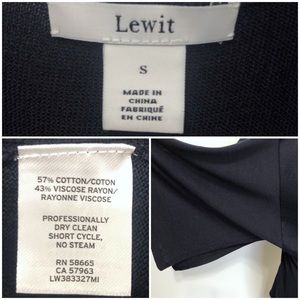 Lewit
S
MADE IN
CHINA
FABRIQUÉ
EN CHINE
57% COTTON/COTON
43% VISCOSE RAYON/
RAYONNE VISCOSE
PROFESSIONALLY
DRY CLEAN
SHORT CYCLE,
NO STEAM
RN 58665
CA 57963
LW383327MI